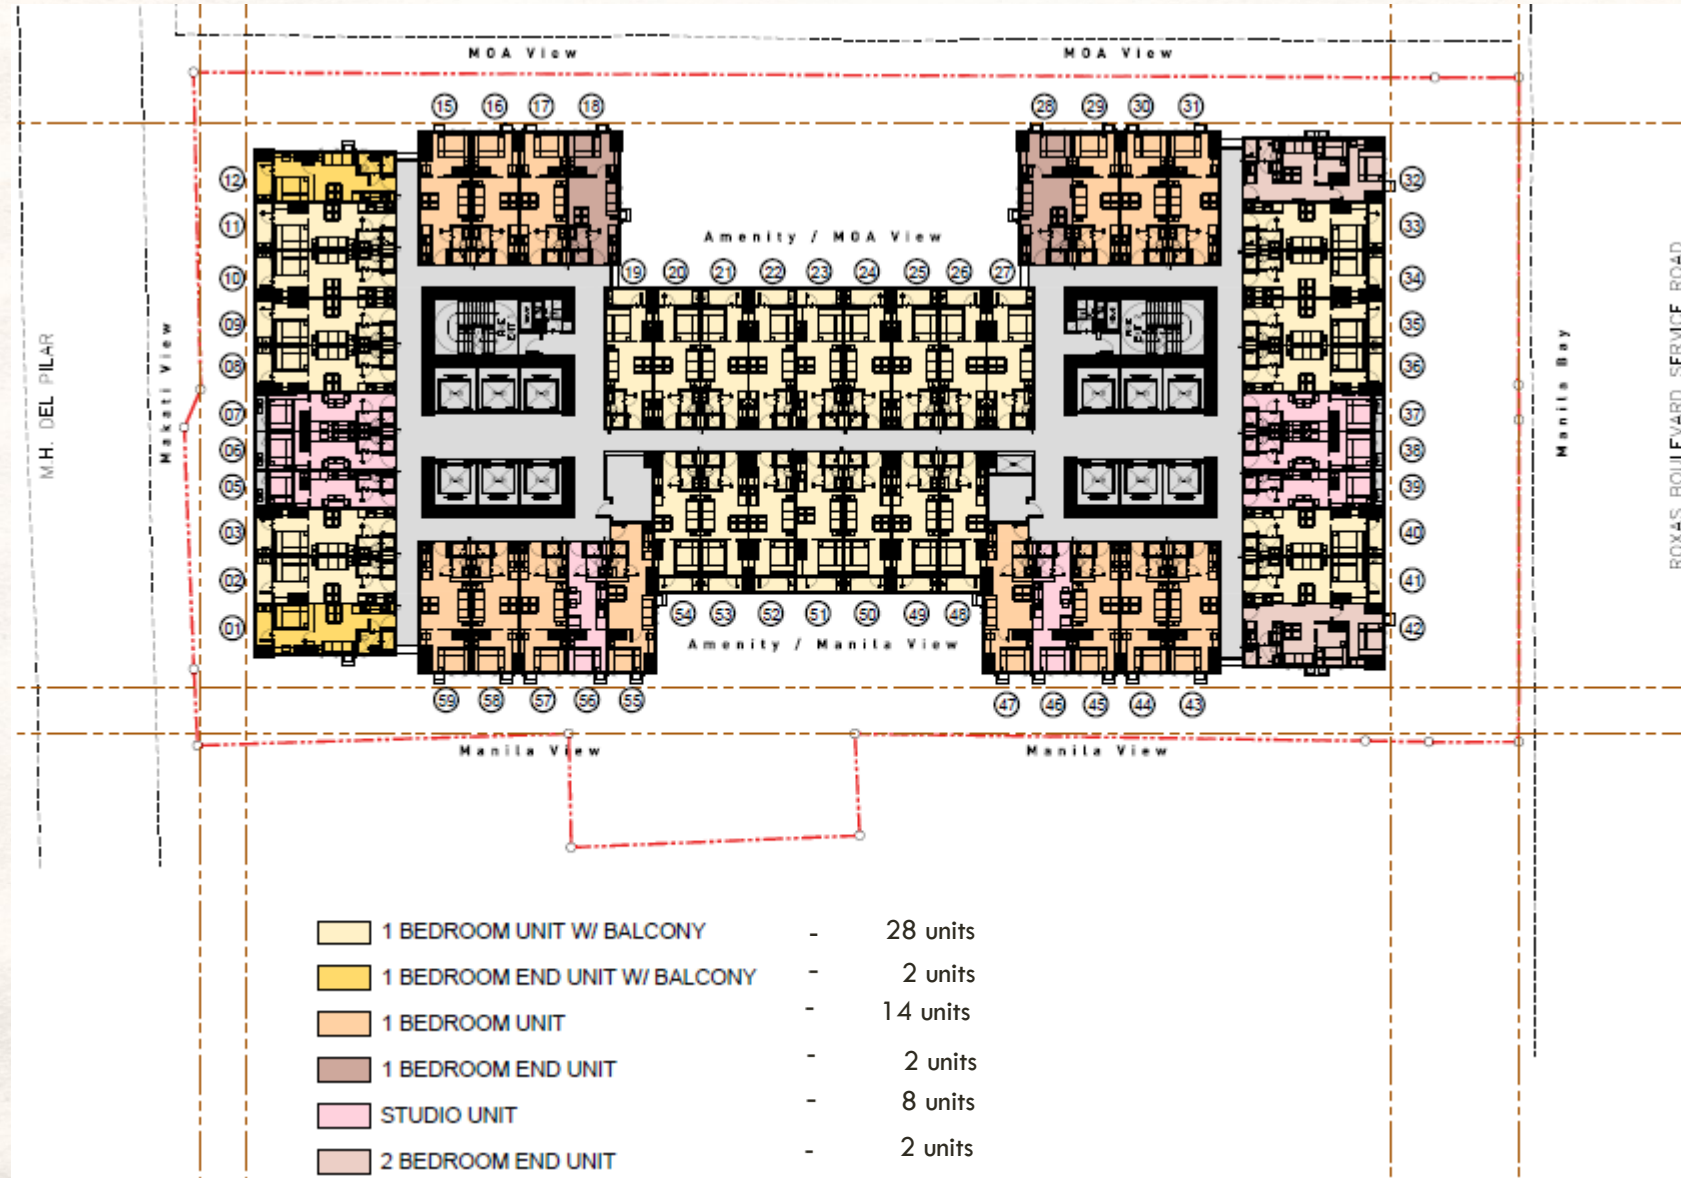 MOA View
MOA View
15 16 17 18
28 29 30 31
12
11
10
09
08
07
06
05
03
02
01
32
33
34
35
36
37
38
39
40
41
42
Amenity / MOA View
19 20 21 22 23 24 25 26 27
M.H. DEL PILAR
Makati View
Manila Bay
ROXAS BOULEVARD SERVICE ROAD
54 53 52 51 50 49 48
Amenity / Manila View
59 58 57 56 55
47 46 45 44 43
Manila View
Manila View
1 BEDROOM UNIT W/ BALCONY - 28 units
1 BEDROOM END UNIT W/ BALCONY - 2 units
1 BEDROOM UNIT - 14 units
1 BEDROOM END UNIT - 2 units
STUDIO UNIT - 8 units
2 BEDROOM END UNIT - 2 units